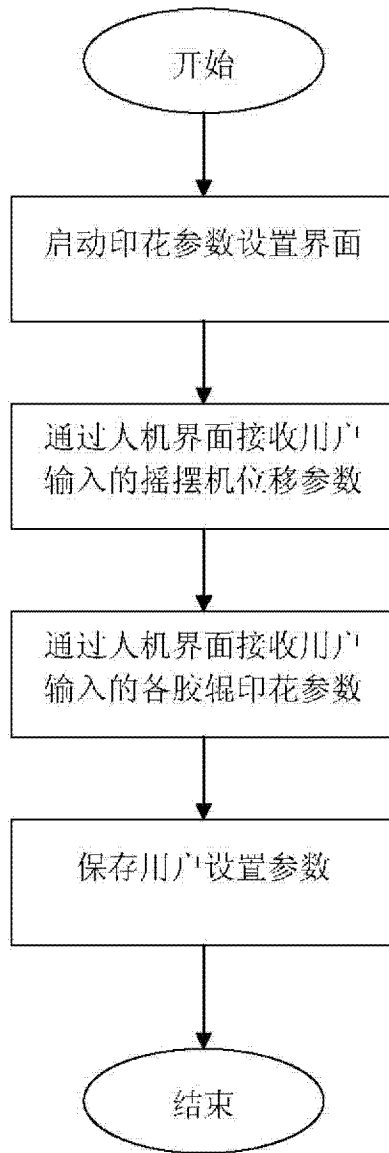 开始
启动印花参数设置界面
通过人机界面接收用户
输入的摇摆机位移参数
通过人机界面接收用户
输入的各胶辊印花参数
保存用户设置参数
结束